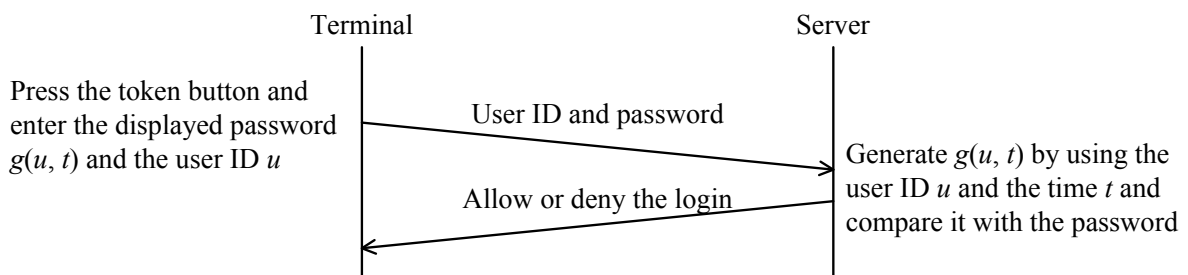 Terminal
Server
Press the token button and
enter the displayed password
g(u, t) and the user ID u
User ID and password
Generate g(u, t) by using the
user ID u and the time t and
compare it with the password
Allow or deny the login